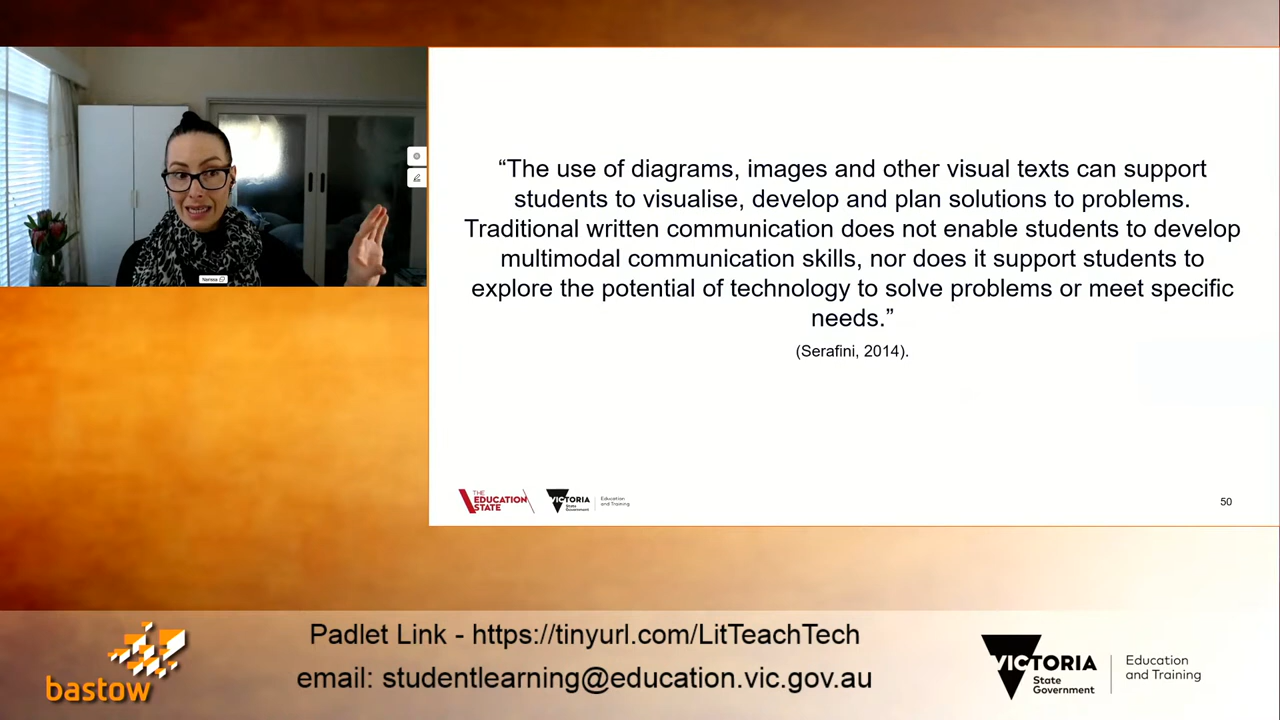 Nerissa
“The use of diagrams, images and other visual texts can support
students to visualise, develop and plan solutions to problems.
Traditional written communication does not enable students to develop
multimodal communication skills, nor does it support students to
explore the potential of technology to solve problems or meet specific
needs.”
(Serafini, 2014).
THE
EDUCATION
STATE
VICTORIA
State
Government
Education
and Training
50
Padlet Link - https://tinyurl.com/LitTeachTech
email: studentlearning@education.vic.gov.au
bastow
VICTORIA
State
Government
Education
and Training